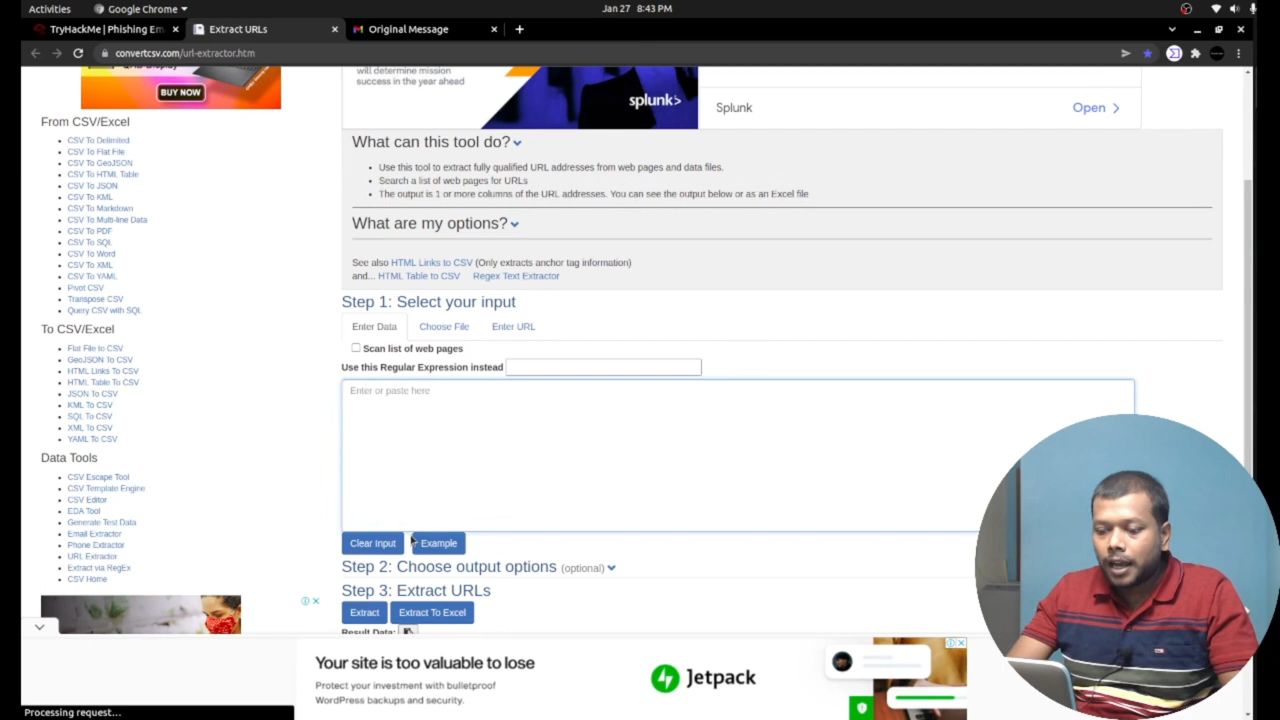 Activities
Google Chrome
Jan 27 8:43 PM
TryHackMe | Phishing Em
Extract URLs
Original Message
convertcsv.com/url-extractor.htm
BUY NOW
will determine mission
success in the year ahead
splunk>
Splunk
Open
From CSV/Excel
CSV To Delimited
CSV To Flat File
CSV To GeoJSON
CSV To HTML Table
CSV To JSON
CSV To KML
CSV To Markdown
CSV To Multi-line Data
CSV To PDF
CSV To SQL
CSV To Word
CSV To XML
CSV To YAML
Pivot CSV
Transpose CSV
Query CSV with SQL
To CSV/Excel
Flat File to CSV
GeoJSON To CSV
HTML Links To CSV
HTML Table To CSV
JSON To CSV
KML To CSV
SQL To CSV
XML To CSV
YAML To CSV
Data Tools
CSV Escape Tool
CSV Template Engine
CSV Editor
EDA Tool
Generate Test Data
Email Extractor
Phone Extractor
URL Extractor
Extract via RegEx
CSV Home
What can this tool do?
Use this tool to extract fully qualified URL addresses from web pages and data files.
Search a list of web pages for URLs
The output is 1 or more columns of the URL addresses. You can see the output below or as an Excel file
What are my options?
See also HTML Links to CSV (Only extracts anchor tag information)
and... HTML Table to CSV Regex Text Extractor
Step 1: Select your input
Enter Data Choose File Enter URL
Scan list of web pages
Use this Regular Expression instead
Enter or paste here
Clear Input Example
Step 2: Choose output options (optional)
Step 3: Extract URLs
Extract Extract To Excel
Result Data:
Your site is too valuable to lose
Protect your investment with bulletproof
WordPress backups and security.
Jetpack
Processing request...